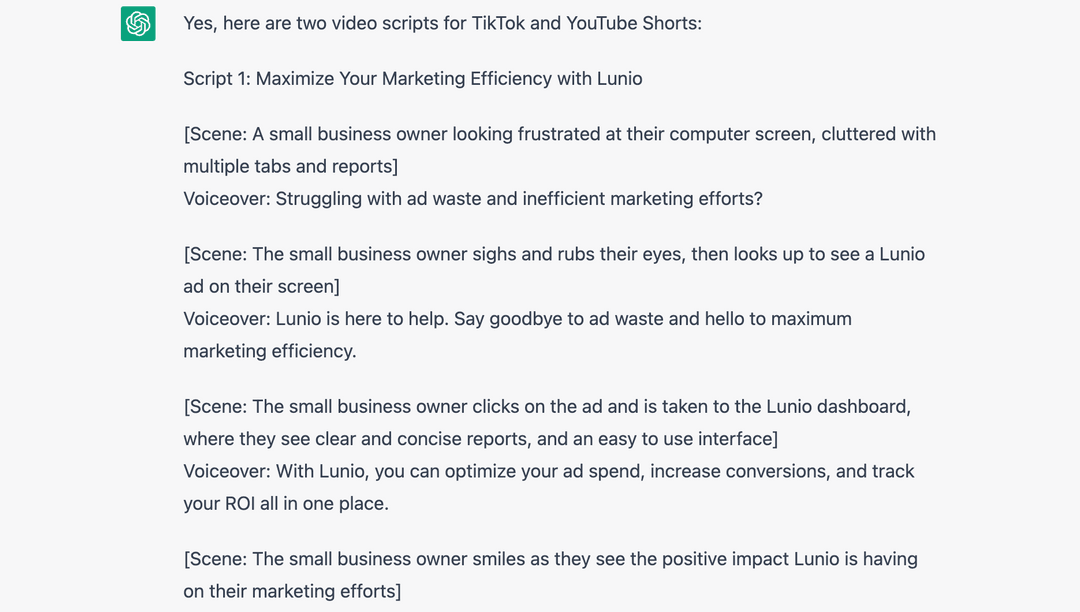 Yes, here are two video scripts for TikTok and YouTube Shorts:
Script 1: Maximize Your Marketing Efficiency with Lunio
[Scene: A small business owner looking frustrated at their computer screen, cluttered with
multiple tabs and reports]
Voiceover: Struggling with ad waste and inefficient marketing efforts?
[Scene: The small business owner sighs and rubs their eyes, then looks up to see a Lunio
ad on their screen]
Voiceover: Lunio is here to help. Say goodbye to ad waste and hello to maximum
marketing efficiency.
[Scene: The small business owner clicks on the ad and is taken to the Lunio dashboard,
where they see clear and concise reports, and an easy to use interface]
Voiceover: With Lunio, you can optimize your ad spend, increase conversions, and track
your ROI all in one place.
[Scene: The small business owner smiles as they see the positive impact Lunio is having
on their marketing efforts]